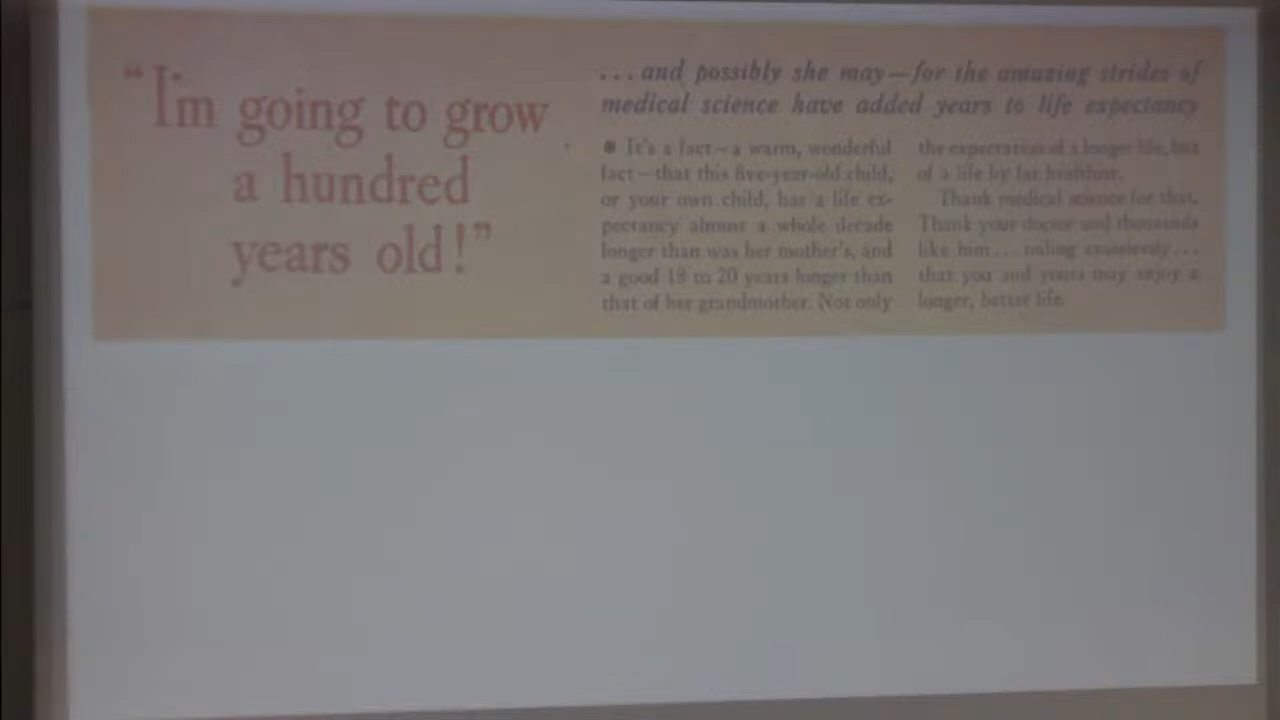 “I'm going to grow
a hundred
years old!”
...and possibly she may—for the amazing strides of
medical science have added years to life expectancy
● It's a fact—a warm, wonderful
fact—that this five-year-old child,
or your own child, has a life ex-
pectancy almost a whole decade
longer than was her mother's, and
a good 18 to 20 years longer than
that of her grandmother. Not only
the expectation of a longer life, but
of a life by far healthier.
Thank medical science for that.
Thank your doctor and thousands
like him... toiling ceaselessly...
that you and yours may enjoy a
longer, better life.